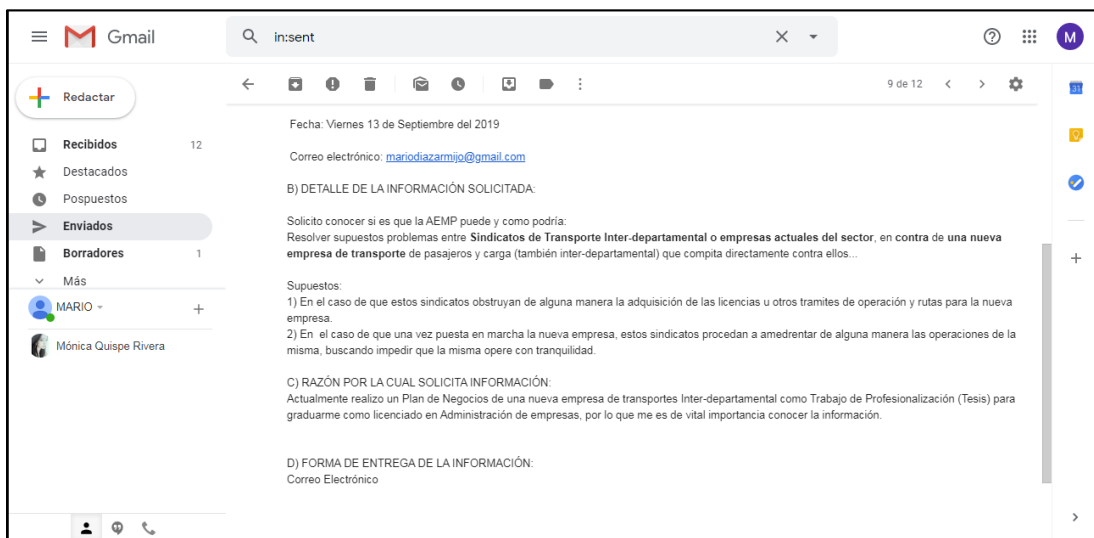 Gmail
in:sent
M
Redactar
9 de 12
31
Recibidos 12
Destacados
Pospuestos
Enviados
Borradores 1
Más
MARIO
Mónica Quispe Rivera
Fecha: Viernes 13 de Septiembre del 2019
Correo electrónico: mariodiazarmijo@gmail.com
B) DETALLE DE LA INFORMACIÓN SOLICITADA:
Solicito conocer si es que la AEMP puede y como podría:
Resolver supuestos problemas entre Sindicatos de Transporte Inter-departamental o empresas actuales del sector, en contra de una nueva
empresa de transporte de pasajeros y carga (también inter-departamental) que compita directamente contra ellos...
Supuestos:
1) En el caso de que estos sindicatos obstruyan de alguna manera la adquisición de las licencias u otros tramites de operación y rutas para la nueva
empresa.
2) En el caso de que una vez puesta en marcha la nueva empresa, estos sindicatos procedan a amedrentar de alguna manera las operaciones de la
misma, buscando impedir que la misma opere con tranquilidad.
C) RAZÓN POR LA CUAL SOLICITA INFORMACIÓN:
Actualmente realizo un Plan de Negocios de una nueva empresa de transportes Inter-departamental como Trabajo de Profesionalización (Tesis) para
graduarme como licenciado en Administración de empresas, por lo que me es de vital importancia conocer la información.
D) FORMA DE ENTREGA DE LA INFORMACIÓN:
Correo Electrónico